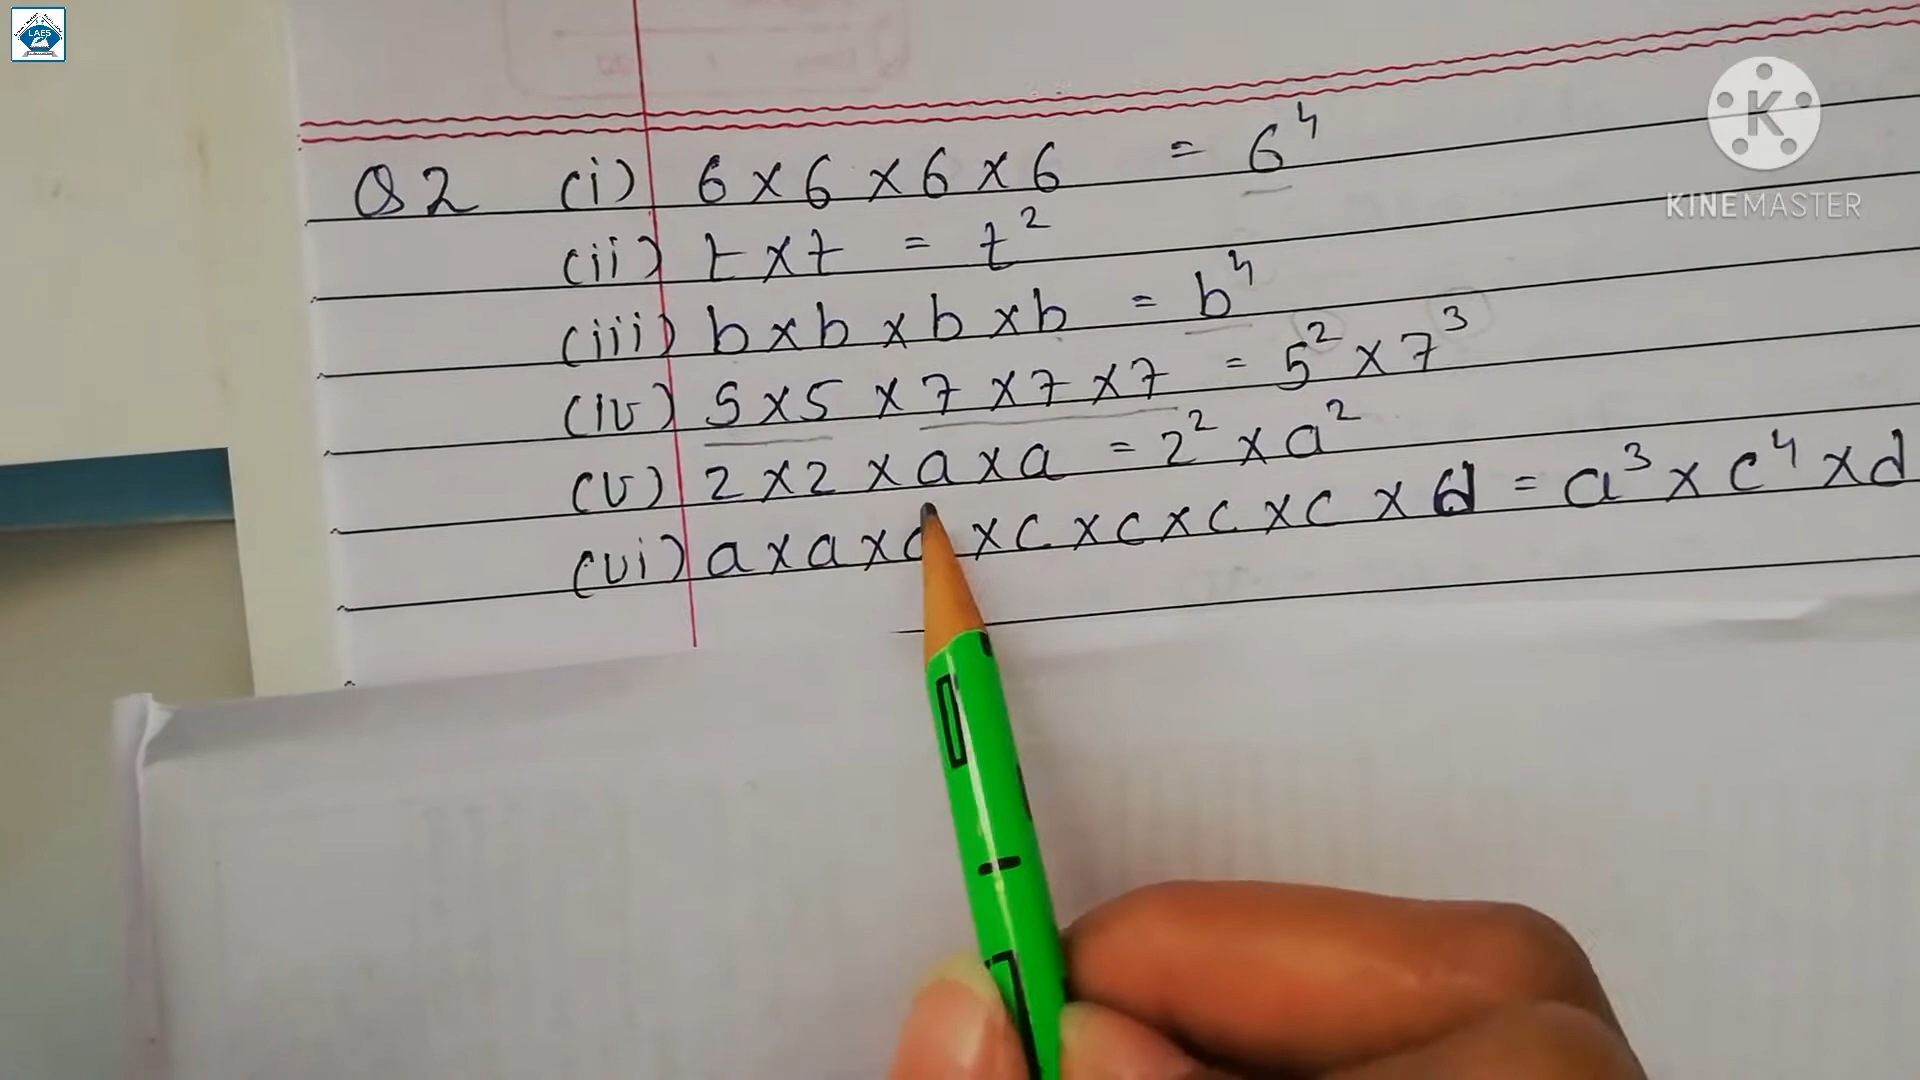 LAES
K
KINEMASTER
Q2 (i) 6 × 6 × 6 × 6 = 6⁴
(ii) t × t = t²
(iii) b × b × b × b = b⁴
(iv) 5 × 5 × 7 × 7 × 7 = 5² × 7³
(v) 2 × 2 × a × a = 2² × a²
(vi) a × a × a × c × c × c × c × d = a³ × c⁴ × d